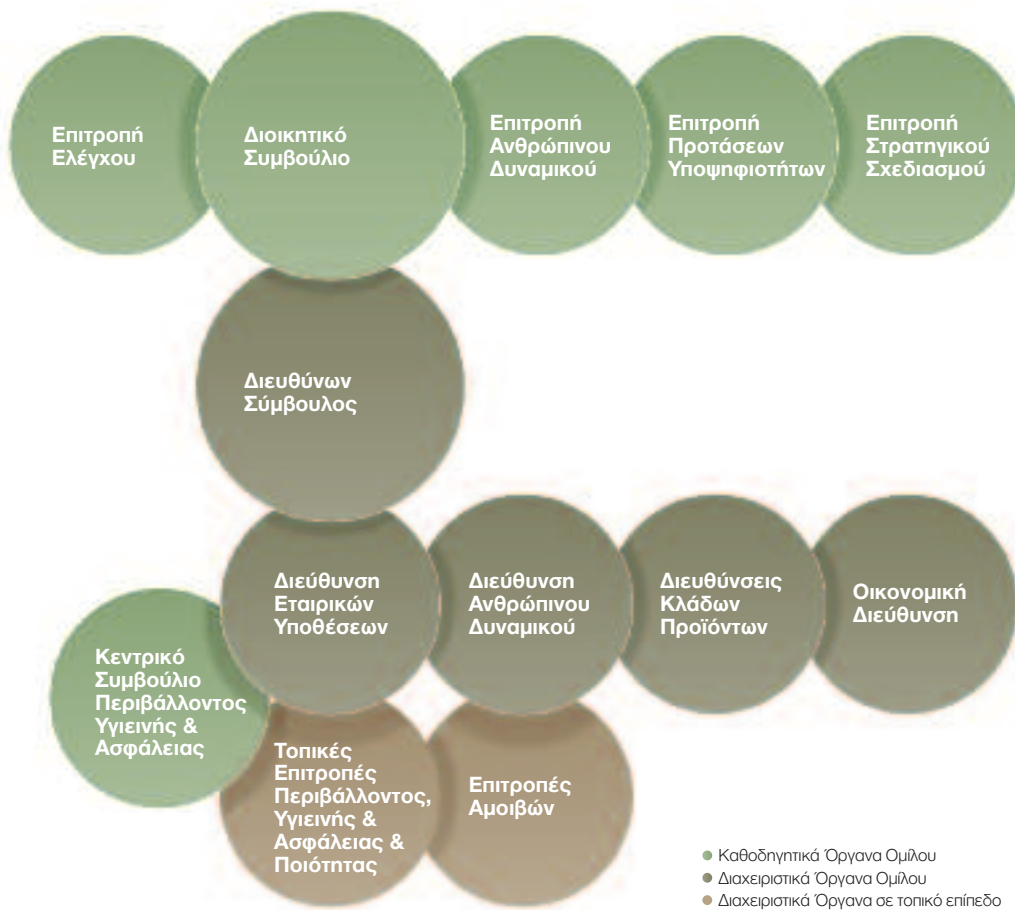 Επιτροπή
Ελέγχου
Διοικητικό
Συμβούλιο
Επιτροπή
Ανθρώπινου
Δυναμικού
Επιτροπή
Προτάσεων
Υποψηφιοτήτων
Επιτροπή
Στρατηγικού
Σχεδιασμού
Διευθύνων
Σύμβουλος
Διεύθυνση
Εταιρικών
Υποθέσεων
Διεύθυνση
Ανθρώπινου
Δυναμικού
Διευθύνσεις
Κλάδων
Προϊόντων
Οικονομική
Διεύθυνση
Κεντρικό
Συμβούλιο
Περιβάλλοντος
Υγιεινής &
Ασφάλειας
Τοπικές
Επιτροπές
Περιβάλλοντος,
Υγιεινής &
Ασφάλειας &
Ποιότητας
Επιτροπές
Αμοιβών
Καθοδηγητικά Όργανα Ομίλου
Διαχειριστικά Όργανα Ομίλου
Διαχειριστικά Όργανα σε τοπικό επίπεδο